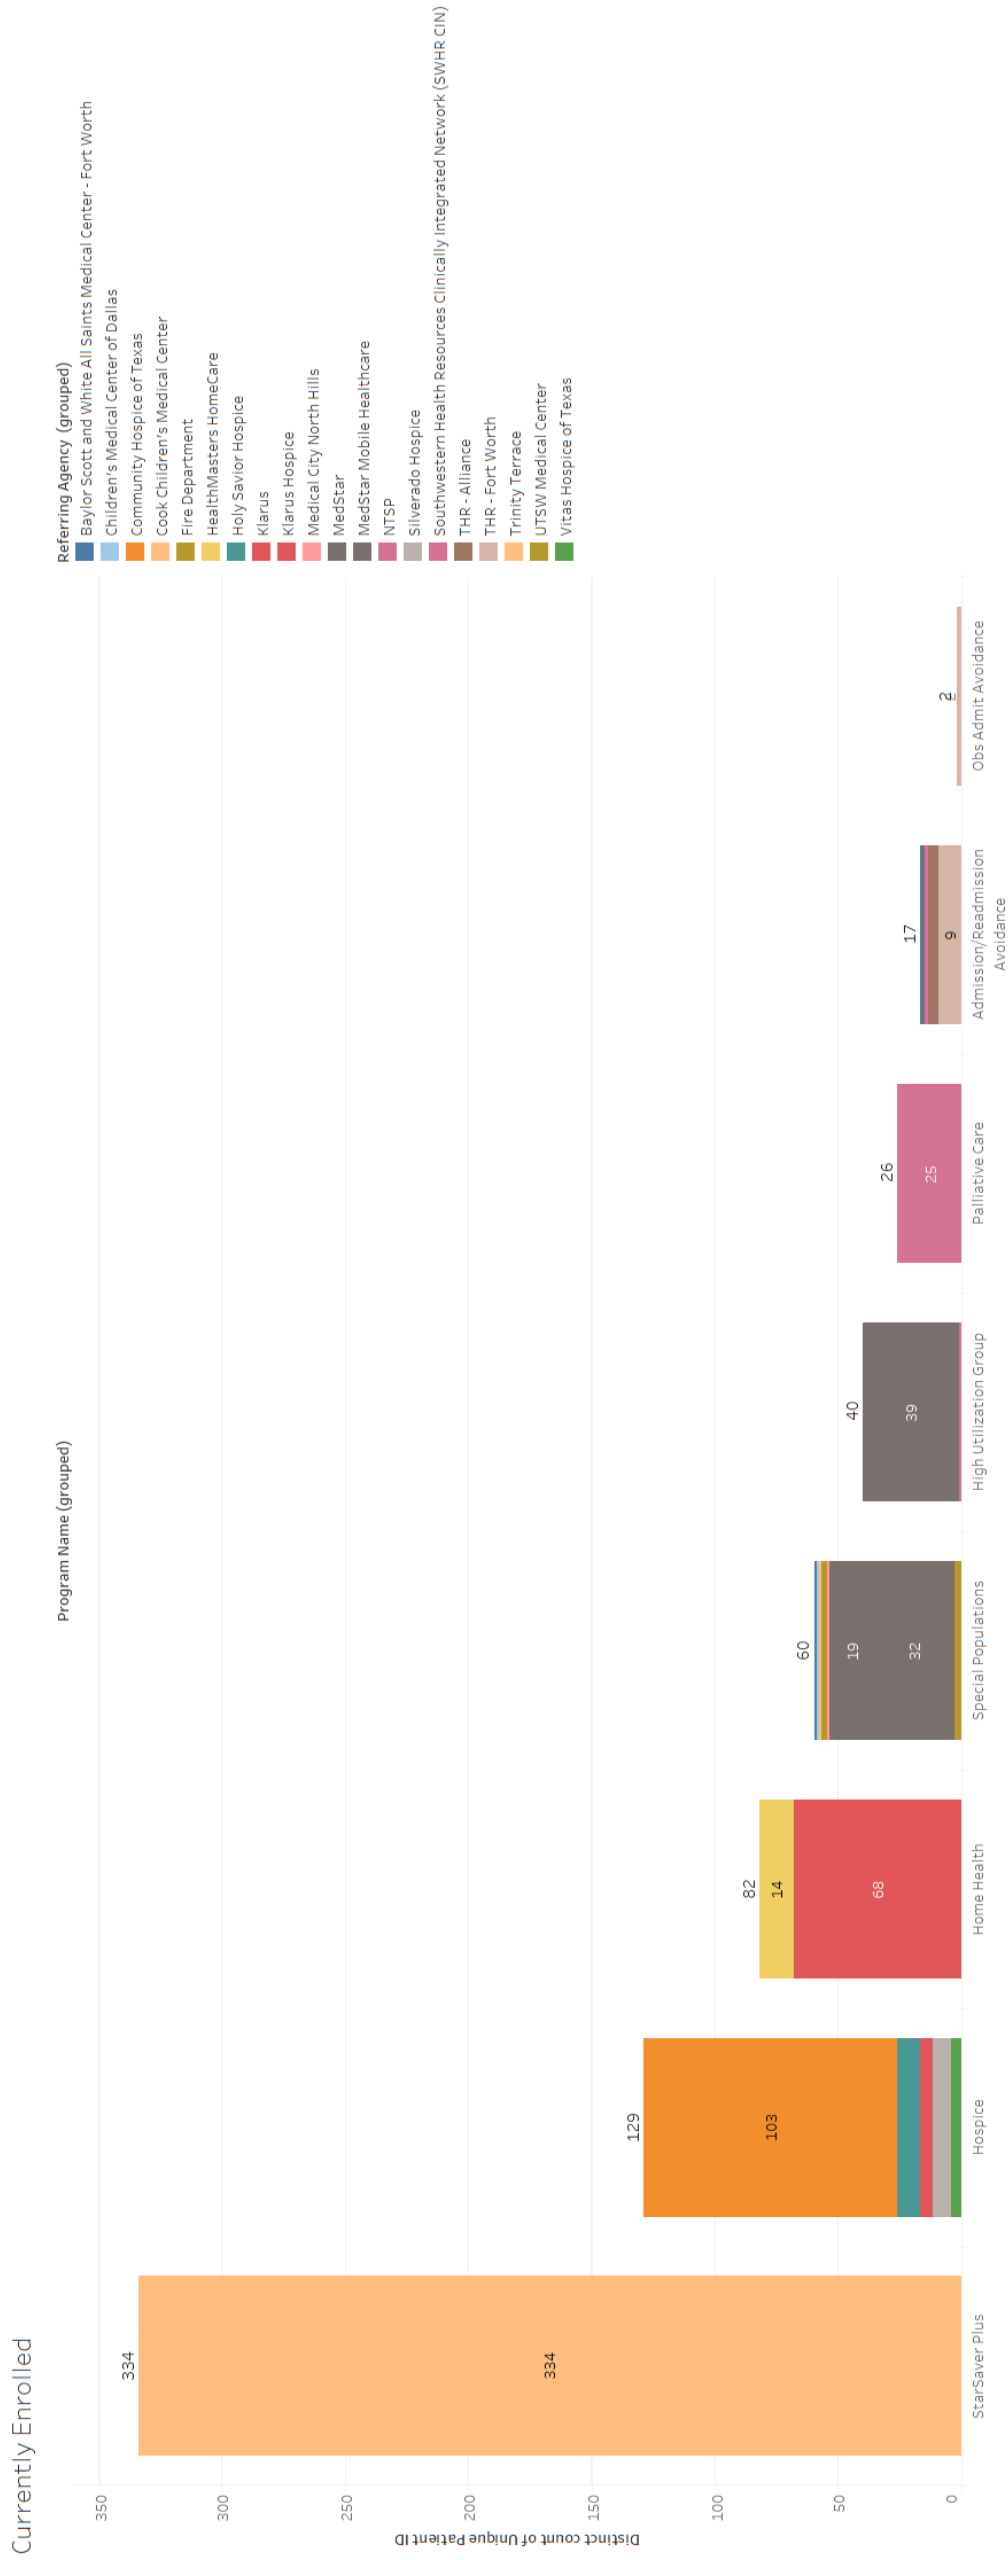 Currently Enrolled
Program Name (grouped)
Distinct count of Unique Patient ID
350
300
250
200
150
100
50
0
334
334
129
103
82
14
68
60
19
32
40
39
26
25
17
9
2
StarSaver Plus
Hospice
Home Health
Special Populations
High Utilization Group
Palliative Care
Admission/Readmission
Avoidance
Obs Admit Avoidance
Referring Agency (grouped)
Baylor Scott and White All Saints Medical Center - Fort Worth
Children's Medical Center of Dallas
Community Hospice of Texas
Cook Children's Medical Center
Fire Department
HealthMasters HomeCare
Holy Savior Hospice
Klarus
Klarus Hospice
Medical City North Hills
MedStar
MedStar Mobile Healthcare
NTSP
Silverado Hospice
Southwestern Health Resources Clinically Integrated Network (SWHR CIN)
THR - Alliance
THR - Fort Worth
Trinity Terrace
UTSW Medical Center
Vitas Hospice of Texas